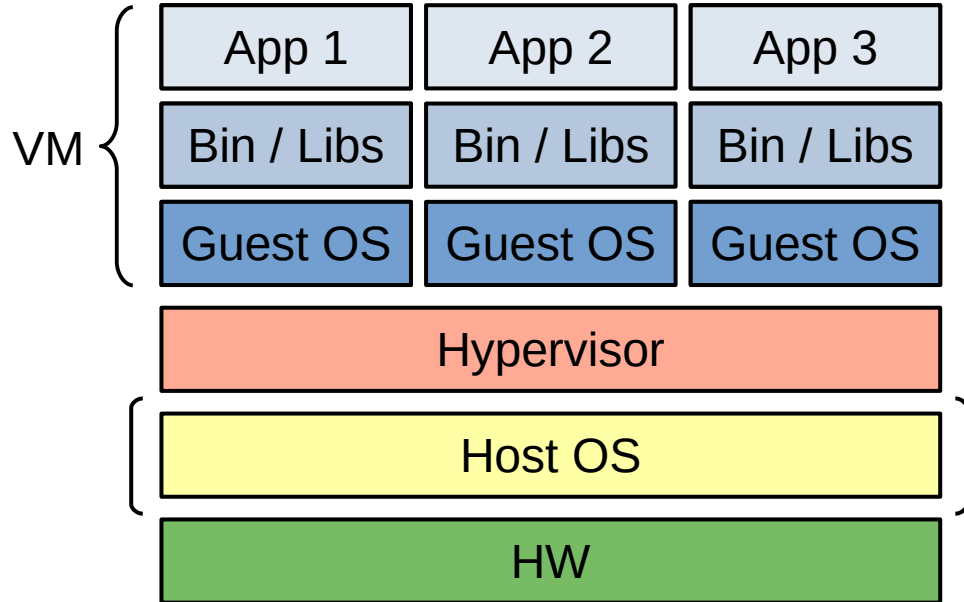 App 1
App 2
App 3
VM
Bin / Libs
Bin / Libs
Bin / Libs
Guest OS
Guest OS
Guest OS
Hypervisor
Host OS
HW